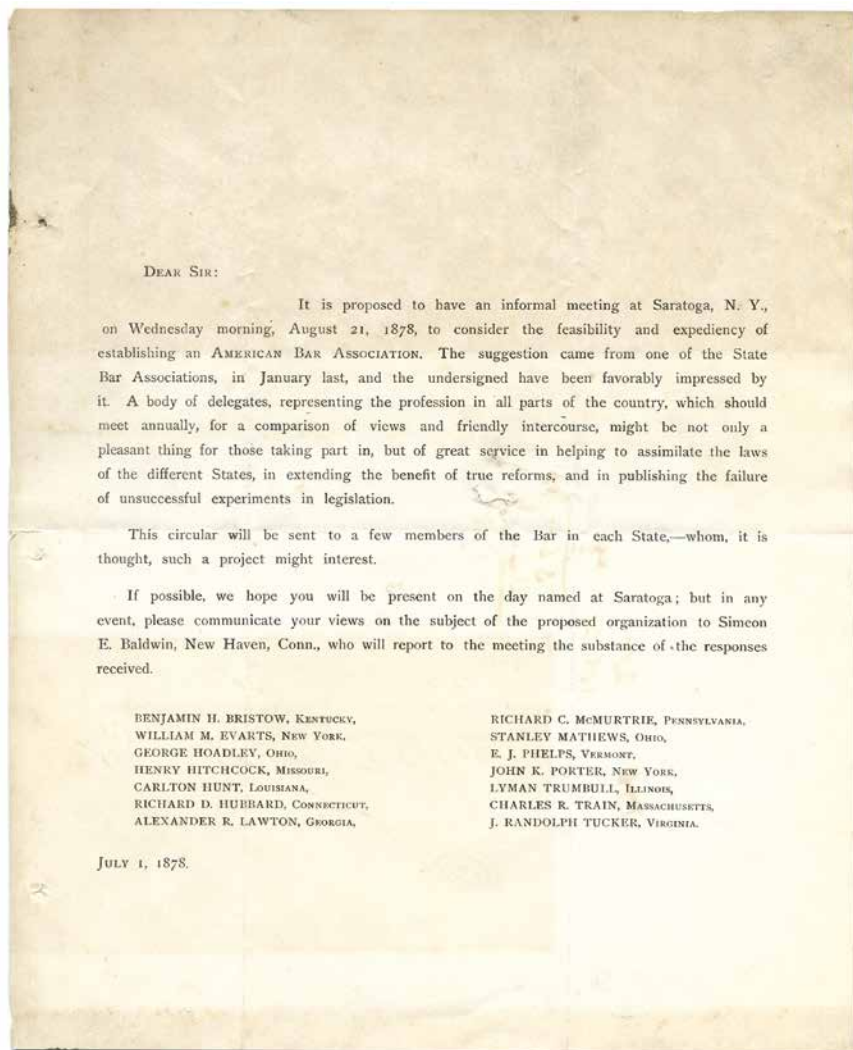 DEAR SIR:
It is proposed to have an informal meeting at Saratoga, N. Y.,
on Wednesday morning, August 21, 1878, to consider the feasibility and expediency of
establishing an AMERICAN BAR ASSOCIATION. The suggestion came from one of the State
Bar Associations, in January last, and the undersigned have been favorably impressed by
it. A body of delegates, representing the profession in all parts of the country, which should
meet annually, for a comparison of views and friendly intercourse, might be not only a
pleasant thing for those taking part in, but of great service in helping to assimilate the laws
of the different States, in extending the benefit of true reforms, and in publishing the failure
of unsuccessful experiments in legislation.
This circular will be sent to a few members of the Bar in each State,—whom, it is
thought, such a project might interest.
If possible, we hope you will be present on the day named at Saratoga; but in any
event, please communicate your views on the subject of the proposed organization to Simeon
E. Baldwin, New Haven, Conn., who will report to the meeting the substance of the responses
received.
BENJAMIN H. BRISTOW, KENTUCKY,
WILLIAM M. EVARTS, NEW YORK,
GEORGE HOADLEY, OHIO,
HENRY HITCHCOCK, MISSOURI,
CARLTON HUNT, LOUISIANA,
RICHARD D. HUBBARD, CONNECTICUT,
ALEXANDER R. LAWTON, GEORGIA,
RICHARD C. McMURTRIE, PENNSYLVANIA,
STANLEY MATHEWS, OHIO,
E. J. PHELPS, VERMONT,
JOHN K. PORTER, NEW YORK,
LYMAN TRUMBULL, ILLINOIS,
CHARLES R. TRAIN, MASSACHUSETTS,
J. RANDOLPH TUCKER, VIRGINIA.
JULY 1, 1878.